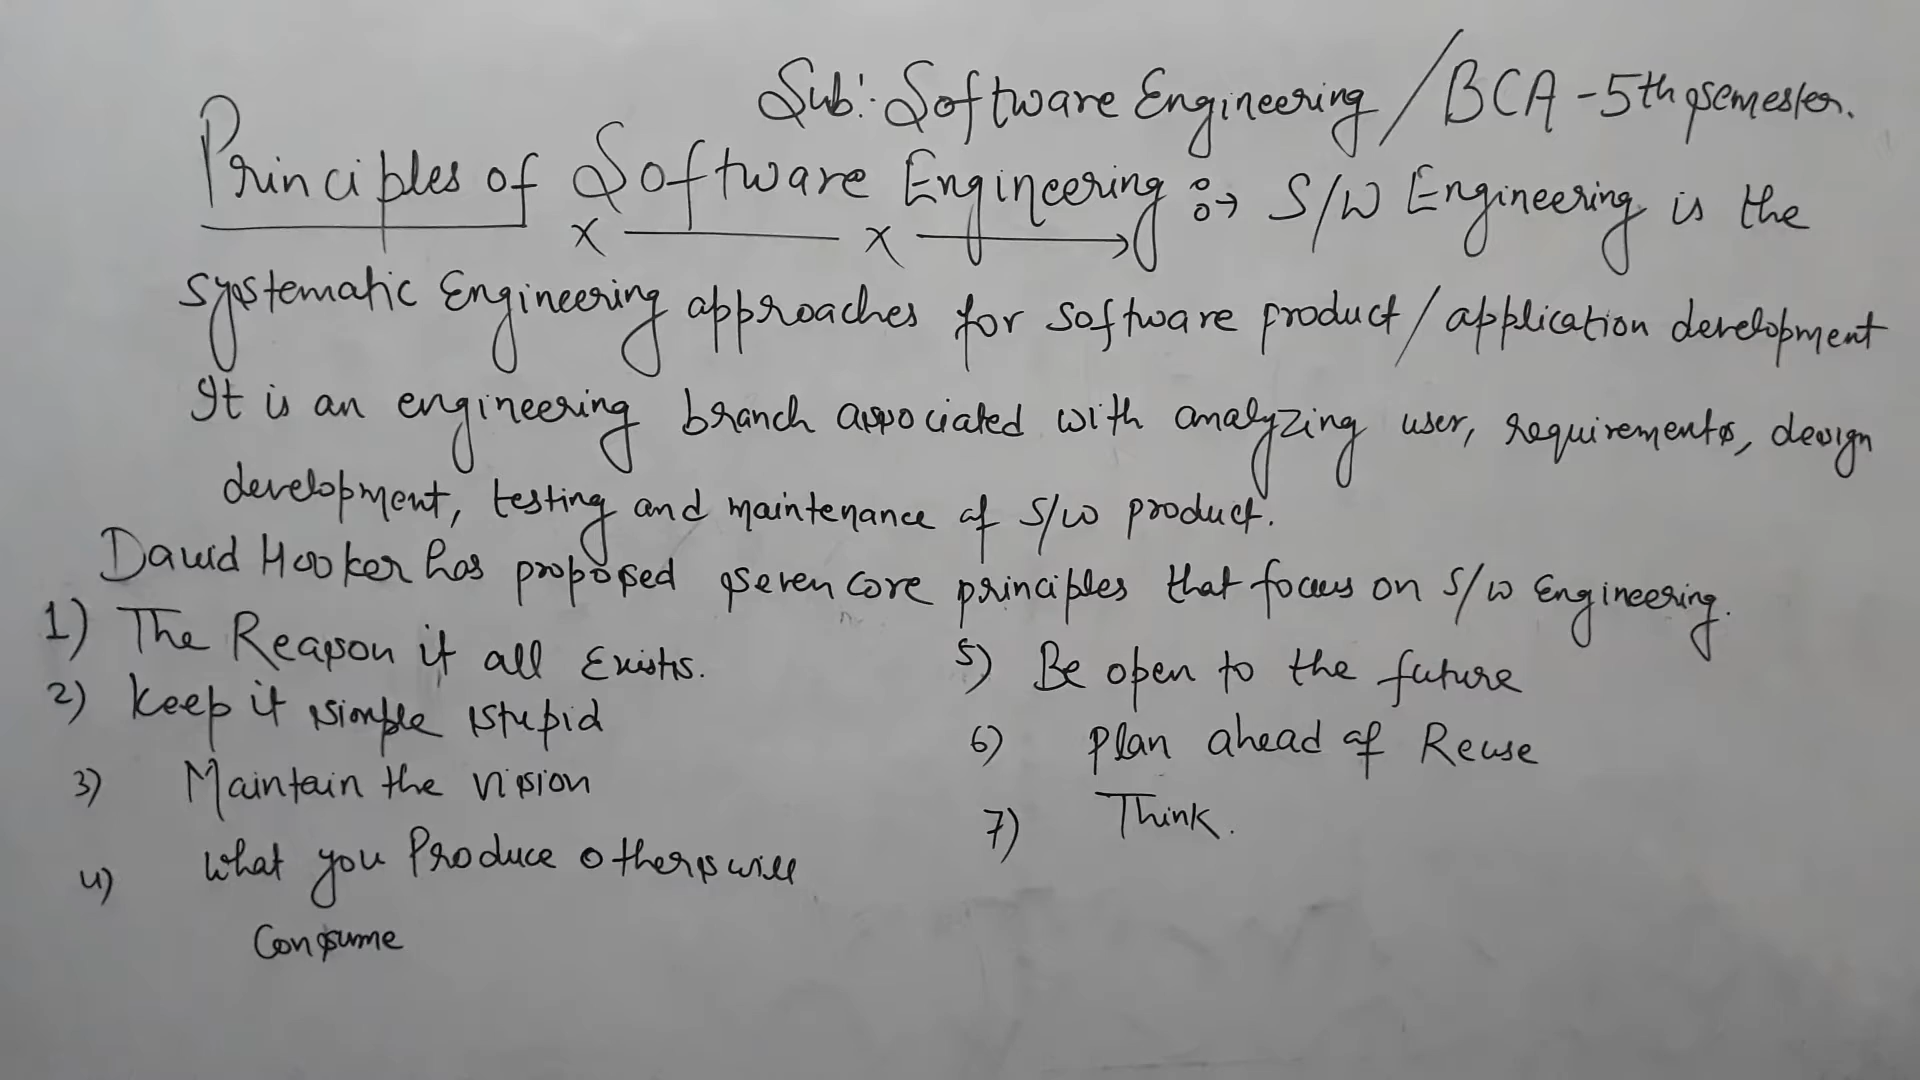 Sub:- Software Engineering / BCA - 5th semester.
Principles of Software Engineering :→ S/W Engineering is the
systematic Engineering approaches for software product / application development
It is an engineering branch associated with analyzing user, requirements, design
development, testing and maintenance of S/W product.
David Hooker has proposed seven core principles that focus on S/W Engineering.
1) The Reason it all Exists.
2) Keep it simple stupid
3) Maintain the vision
4) What you Produce others will
Consume
5) Be open to the future
6) Plan ahead of Reuse
7) Think.